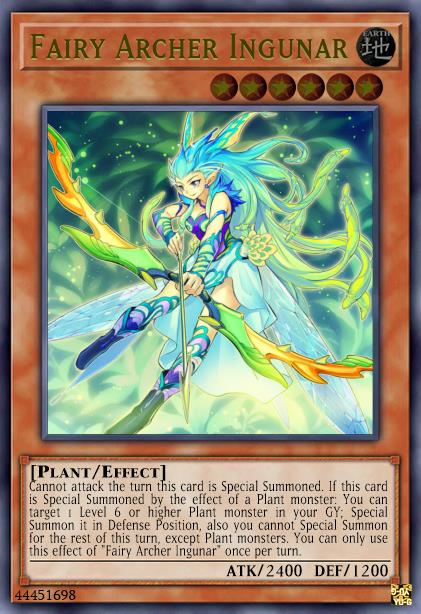 FAIRY ARCHER INGUNAR
EARTH
地
[PLANT/EFFECT]
Cannot attack the turn this card is Special Summoned. If this card
is Special Summoned by the effect of a Plant monster: You can
target 1 Level 6 or higher Plant monster in your GY; Special
Summon it in Defense Position, also you cannot Special Summon
for the rest of this turn, except Plant monsters. You can only use
this effect of "Fairy Archer Ingunar" once per turn.
ATK/2400 DEF/1200
44451698